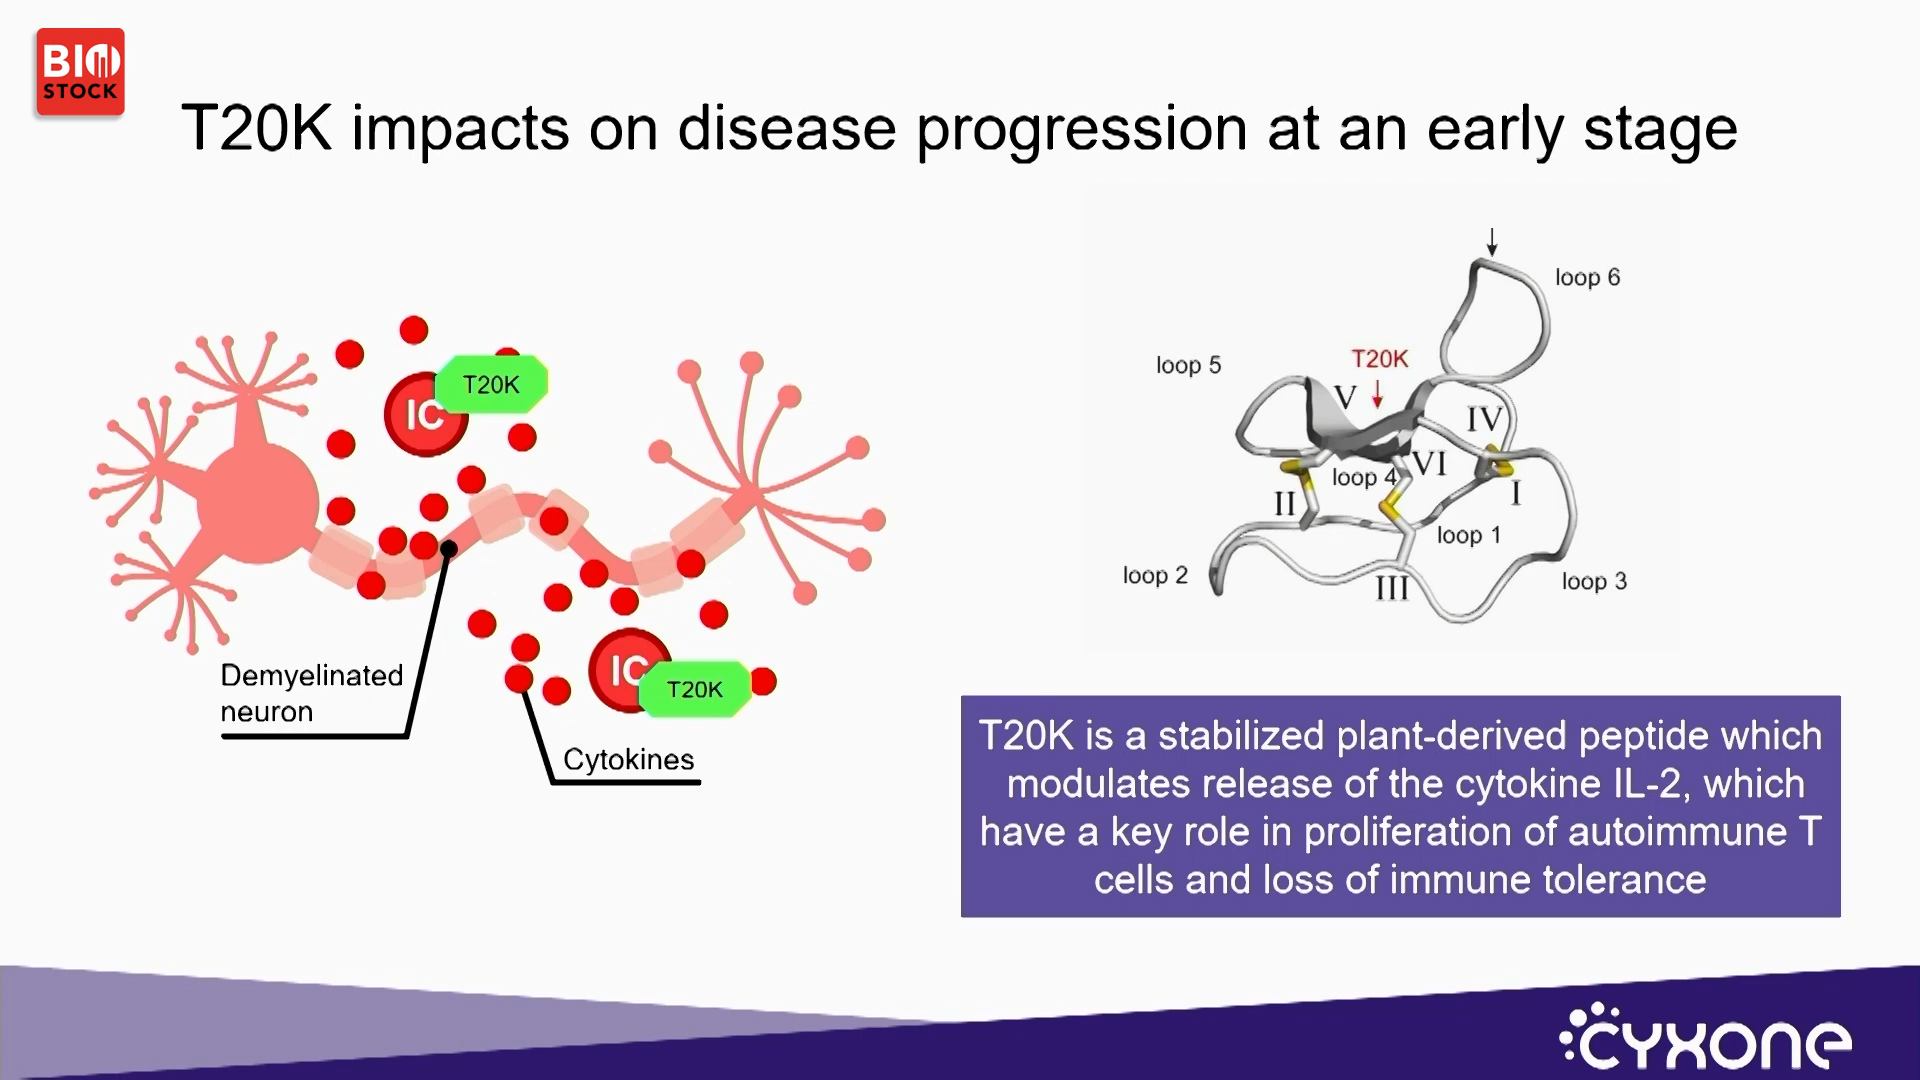 BIO
STOCK
T20K impacts on disease progression at an early stage
T20K
IC
IC
T20K
Demyelinated
neuron
Cytokines
loop 6
loop 5
T20K
V
IV
VI
loop 4
II
I
loop 1
loop 2
III
loop 3
T20K is a stabilized plant-derived peptide which
modulates release of the cytokine IL-2, which
have a key role in proliferation of autoimmune T
cells and loss of immune tolerance
cyxone